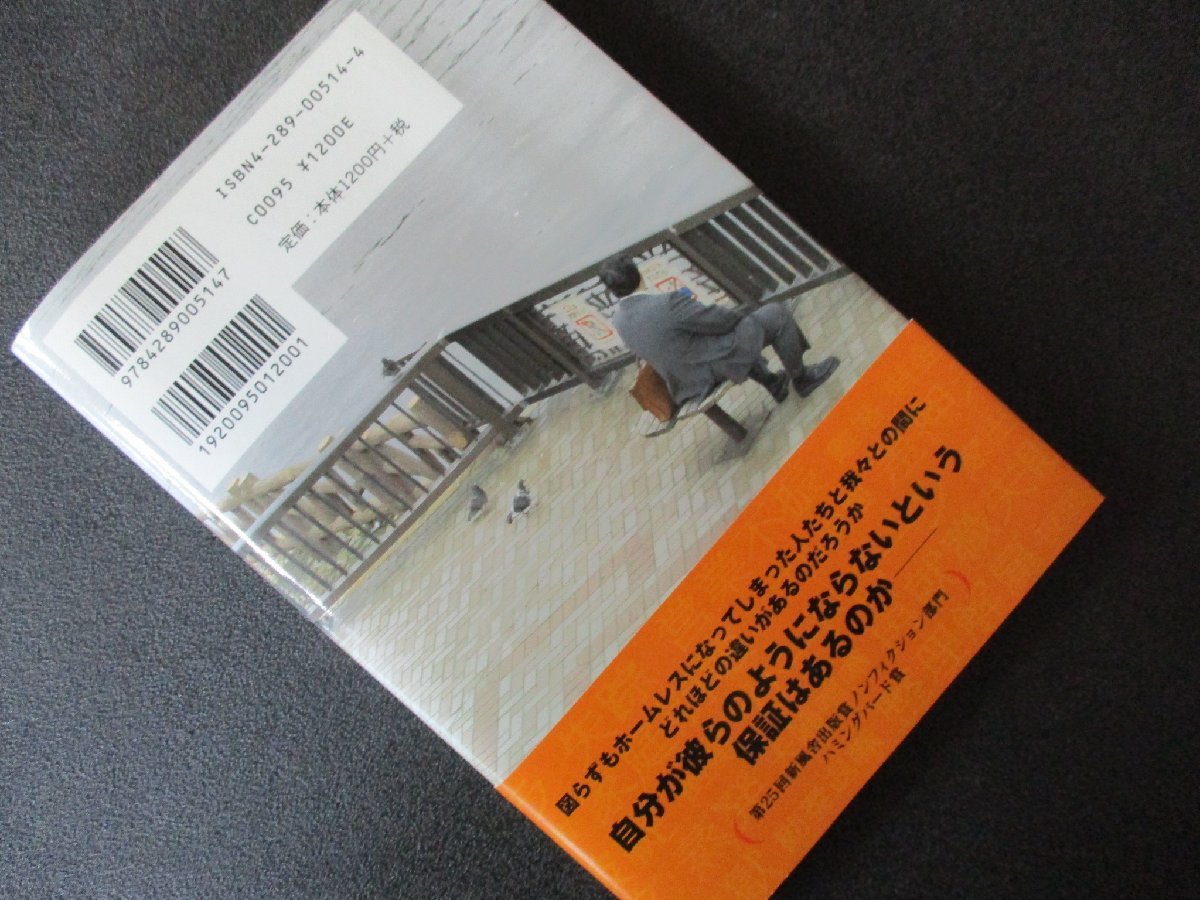 ISBN4-289-00514-4
C0095 ¥1200E
定価：本体1200円+税
9784289005147
1920095012001
図らずもホームレスになってしまった人たちと我々との間に
どれほどの違いがあるのだろうか
自分が彼らのようにならないという
保証はあるのか――
第25回新風舎出版賞ノンフィクション部門
ハミングバード賞